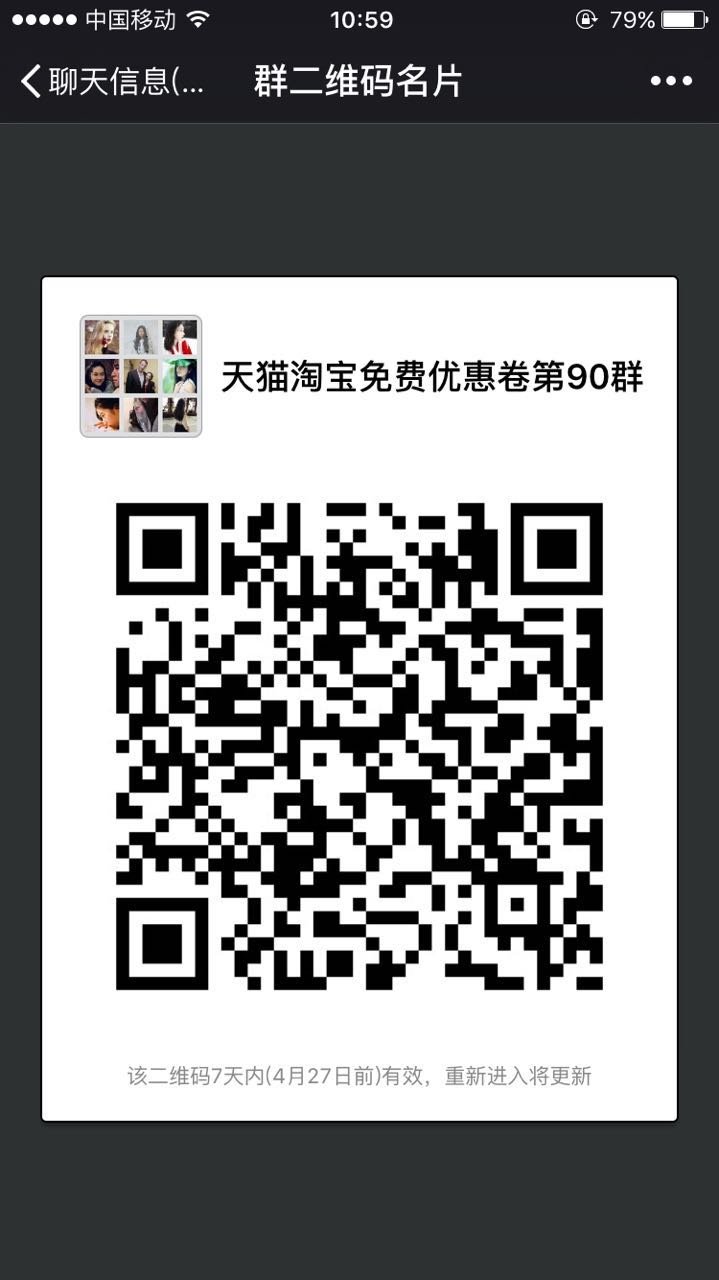 中国移动 10:59 79%
聊天信息(... 群二维码名片
天猫淘宝免费优惠卷第90群
该二维码7天内(4月27日前)有效，重新进入将更新